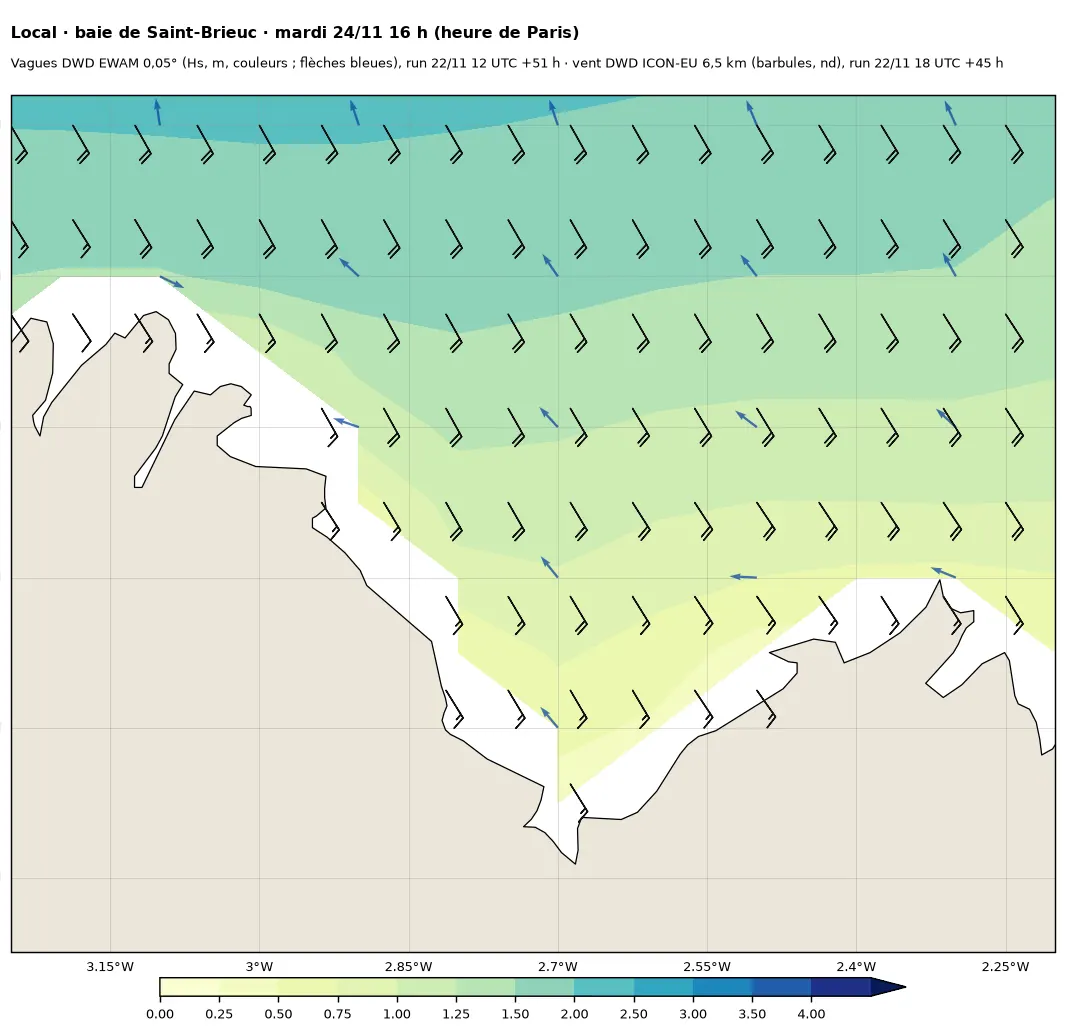 Local · baie de Saint-Brieuc · mardi 24/11 16 h (heure de Paris)
Vagues DWD EWAM 0,05° (Hs, m, couleurs ; flèches bleues), run 22/11 12 UTC +51 h · vent DWD ICON-EU 6,5 km (barbules, nd), run 22/11 18 UTC +45 h
3.15°W 3°W 2.85°W 2.7°W 2.55°W 2.4°W 2.25°W
0.00 0.25 0.50 0.75 1.00 1.25 1.50 2.00 2.50 3.00 3.50 4.00